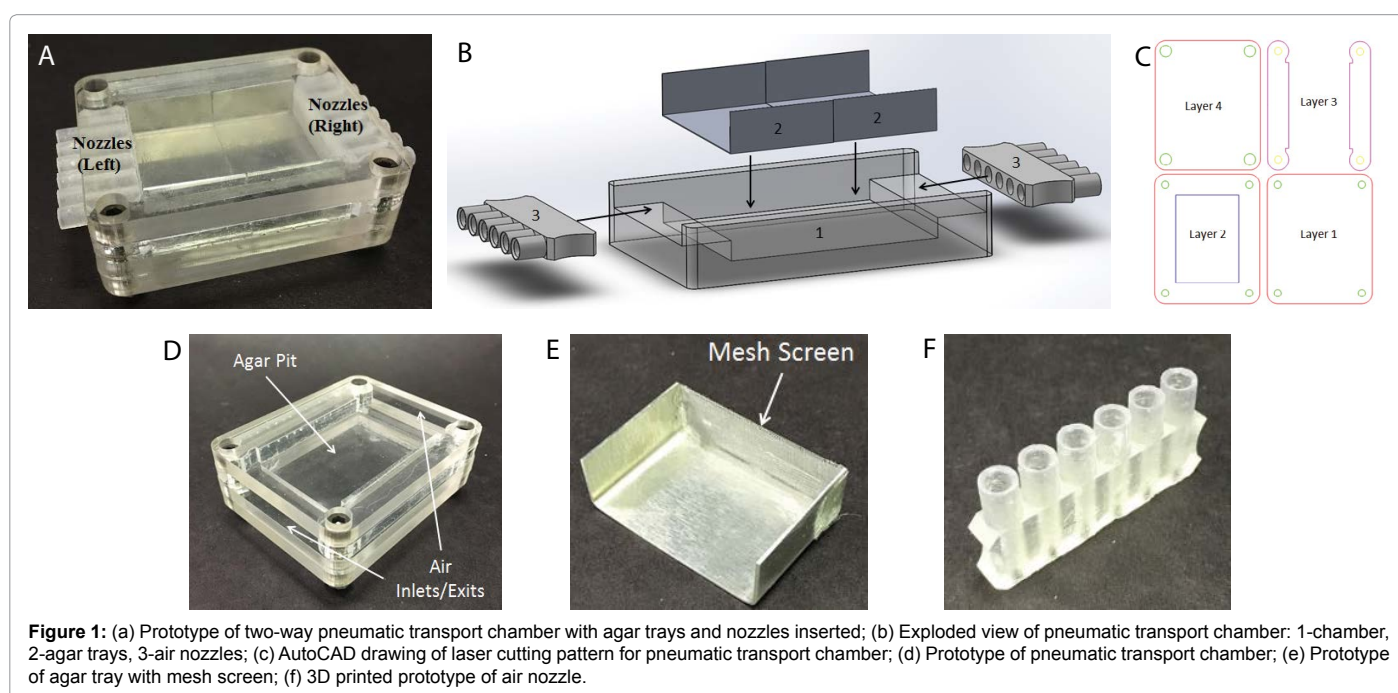 A
Nozzles
(Left)
Nozzles
(Right)
B
2
2
3
3
1
C
Layer 4
Layer 3
Layer 2
Layer 1
D
Agar Pit
Air
Inlets/Exits
E
Mesh Screen
F
Figure 1: (a) Prototype of two-way pneumatic transport chamber with agar trays and nozzles inserted; (b) Exploded view of pneumatic transport chamber: 1-chamber,
2-agar trays, 3-air nozzles; (c) AutoCAD drawing of laser cutting pattern for pneumatic transport chamber; (d) Prototype of pneumatic transport chamber; (e) Prototype
of agar tray with mesh screen; (f) 3D printed prototype of air nozzle.